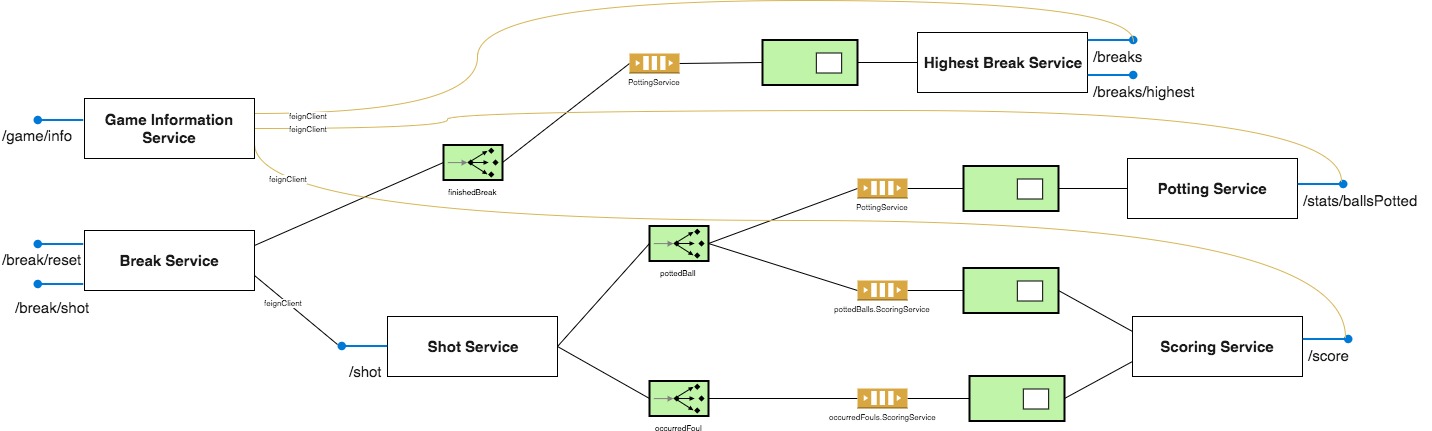 /breaks
Highest Break Service
PottingService
/breaks/highest
feignClient
Game Information
Service
feignClient
/game/info
feignClient
finishedBreak
Potting Service
/stats/ballsPotted
PottingService
/break/reset
Break Service
pottedBall
/break/shot
feignClient
pottedBalls.ScoringService
Shot Service
Scoring Service
/score
/shot
occurredFouls.ScoringService
occurredFoul